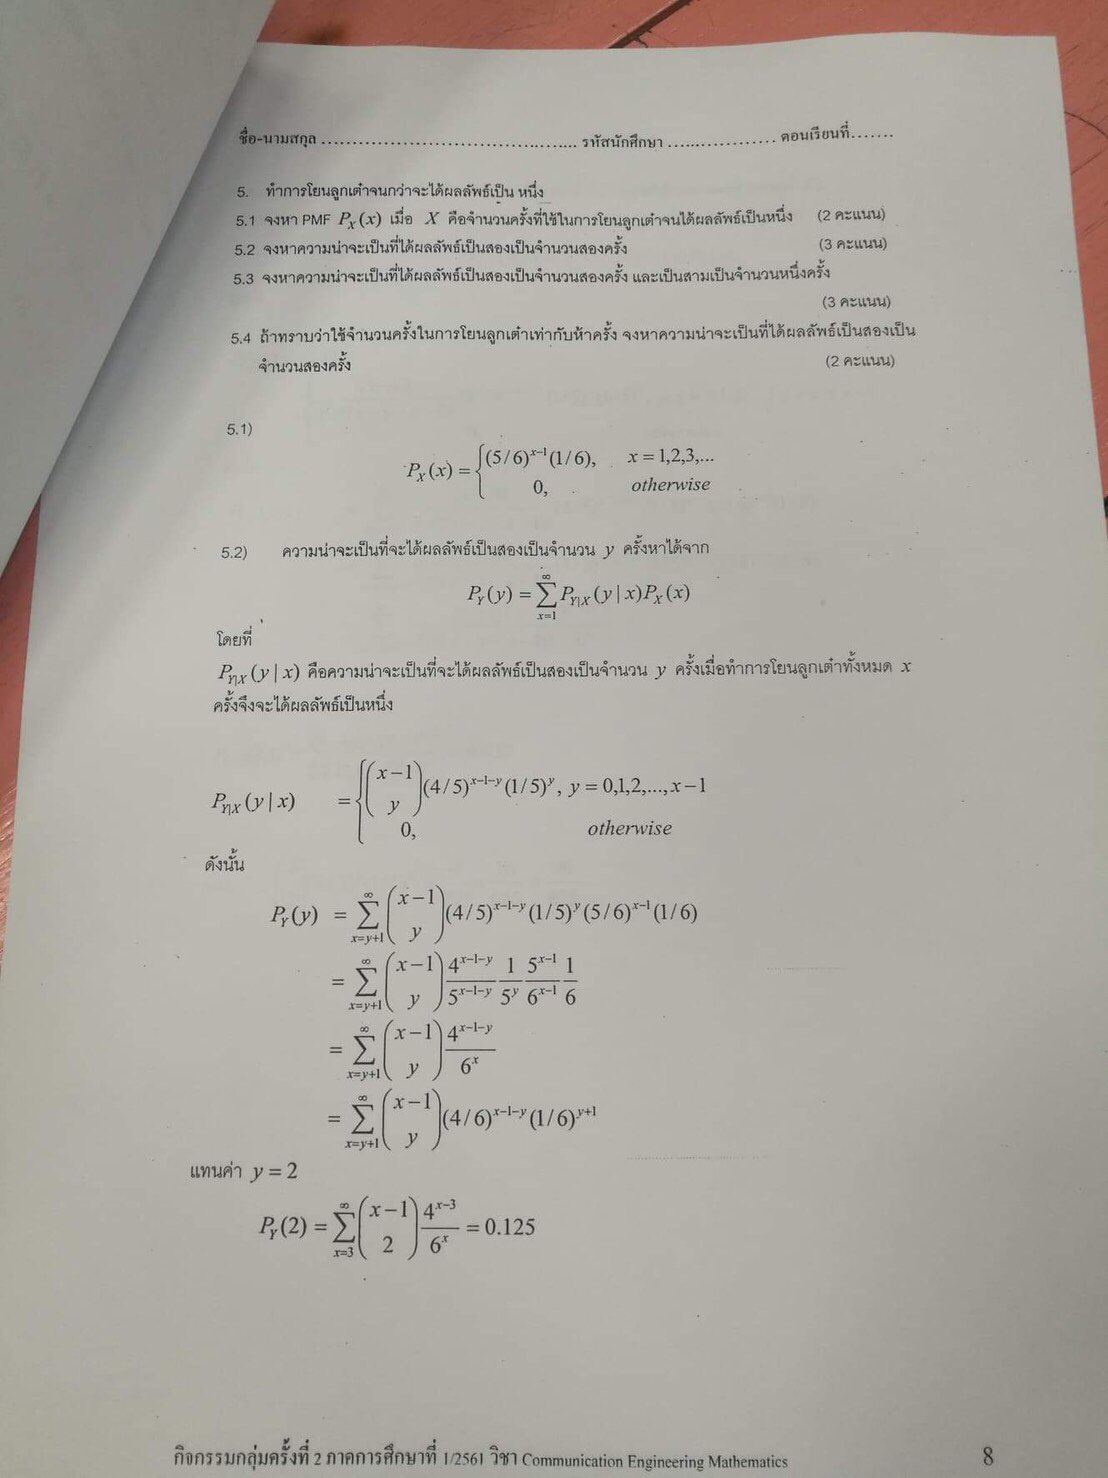 ชื่อ-นามสกุล ........................................... รหัสนักศึกษา .................... ตอนเรียนที่.......
5. ทำการโยนลูกเต๋าจนกว่าจะได้ผลลัพธ์เป็น หนึ่ง
5.1 จงหา PMF P_X(x) เมื่อ X คือจำนวนครั้งที่ใช้ในการโยนลูกเต๋าจนได้ผลลัพธ์เป็นหนึ่ง (2 คะแนน)
5.2 จงหาความน่าจะเป็นที่ได้ผลลัพธ์เป็นสองเป็นจำนวนสองครั้ง (3 คะแนน)
5.3 จงหาความน่าจะเป็นที่ได้ผลลัพธ์เป็นสองเป็นจำนวนสองครั้ง และเป็นสามเป็นจำนวนหนึ่งครั้ง
(3 คะแนน)
5.4 ถ้าทราบว่าใช้จำนวนครั้งในการโยนลูกเต๋าเท่ากับห้าครั้ง จงหาความน่าจะเป็นที่ได้ผลลัพธ์เป็นสองเป็น
จำนวนสองครั้ง (2 คะแนน)
5.1)
P_X(x) = { (5/6)^{x-1}(1/6), x = 1,2,3,...
0, otherwise
5.2) ความน่าจะเป็นที่จะได้ผลลัพธ์เป็นสองเป็นจำนวน y ครั้งหาได้จาก
P_Y(y) = ∑_{x=1}^{∞} P_{Y|X}(y|x)P_X(x)
โดยที่
P_{Y|X}(y|x) คือความน่าจะเป็นที่จะได้ผลลัพธ์เป็นสองเป็นจำนวน y ครั้งเมื่อทำการโยนลูกเต๋าทั้งหมด x
ครั้งจึงจะได้ผลลัพธ์เป็นหนึ่ง
P_{Y|X}(y|x) = { \binom{x-1}{y} (4/5)^{x-1-y}(1/5)^y, y = 0,1,2,...,x-1
0, otherwise
ดังนั้น
P_Y(y) = ∑_{x=y+1}^{∞} \binom{x-1}{y} (4/5)^{x-1-y}(1/5)^y(5/6)^{x-1}(1/6)
= ∑_{x=y+1}^{∞} \binom{x-1}{y} \frac{4^{x-1-y}}{5^{x-1-y}} \frac{1}{5^y} \frac{5^{x-1}}{6^{x-1}} \frac{1}{6}
= ∑_{x=y+1}^{∞} \binom{x-1}{y} \frac{4^{x-1-y}}{6^x}
= ∑_{x=y+1}^{∞} \binom{x-1}{y} (4/6)^{x-1-y}(1/6)^{y+1}
แทนค่า y = 2
P_Y(2) = ∑_{x=3}^{∞} \binom{x-1}{2} \frac{4^{x-3}}{6^x} = 0.125
กิจกรรมกลุ่มครั้งที่ 2 ภาคการศึกษาที่ 1/2561 วิชา Communication Engineering Mathematics 8